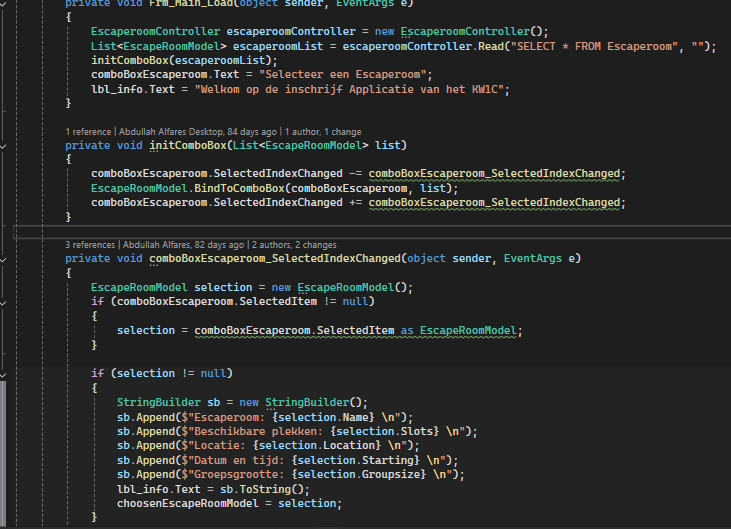 private void Frm_Main_Load(object sender, EventArgs e)
{
EscaperoomController escaperoomController = new EscaperoomController();
List<EscapeRoomModel> escaperoomList = escaperoomController.Read("SELECT * FROM Escaperoom", "");
initComboBox(escaperoomList);
comboBoxEscaperoom.Text = "Selecteer een Escaperoom";
lbl_info.Text = "Welkom op de inschrijf Applicatie van het KW1C";
}
1 reference | Abdullah Alfares Desktop, 84 days ago | 1 author, 1 change
private void initComboBox(List<EscapeRoomModel> list)
{
comboBoxEscaperoom.SelectedIndexChanged -= comboBoxEscaperoom_SelectedIndexChanged;
EscapeRoomModel.BindToComboBox(comboBoxEscaperoom, list);
comboBoxEscaperoom.SelectedIndexChanged += comboBoxEscaperoom_SelectedIndexChanged;
}
3 references | Abdullah Alfares, 82 days ago | 2 authors, 2 changes
private void comboBoxEscaperoom_SelectedIndexChanged(object sender, EventArgs e)
{
EscapeRoomModel selection = new EscapeRoomModel();
if (comboBoxEscaperoom.SelectedItem != null)
{
selection = comboBoxEscaperoom.SelectedItem as EscapeRoomModel;
}
if (selection != null)
{
StringBuilder sb = new StringBuilder();
sb.Append($"Escaperoom: {selection.Name} \n");
sb.Append($"Beschikbare plekken: {selection.Slots} \n");
sb.Append($"Locatie: {selection.Location} \n");
sb.Append($"Datum en tijd: {selection.Starting} \n");
sb.Append($"Groepsgrootte: {selection.Groupsize} \n");
lbl_info.Text = sb.ToString();
choosenEscapeRoomModel = selection;
}